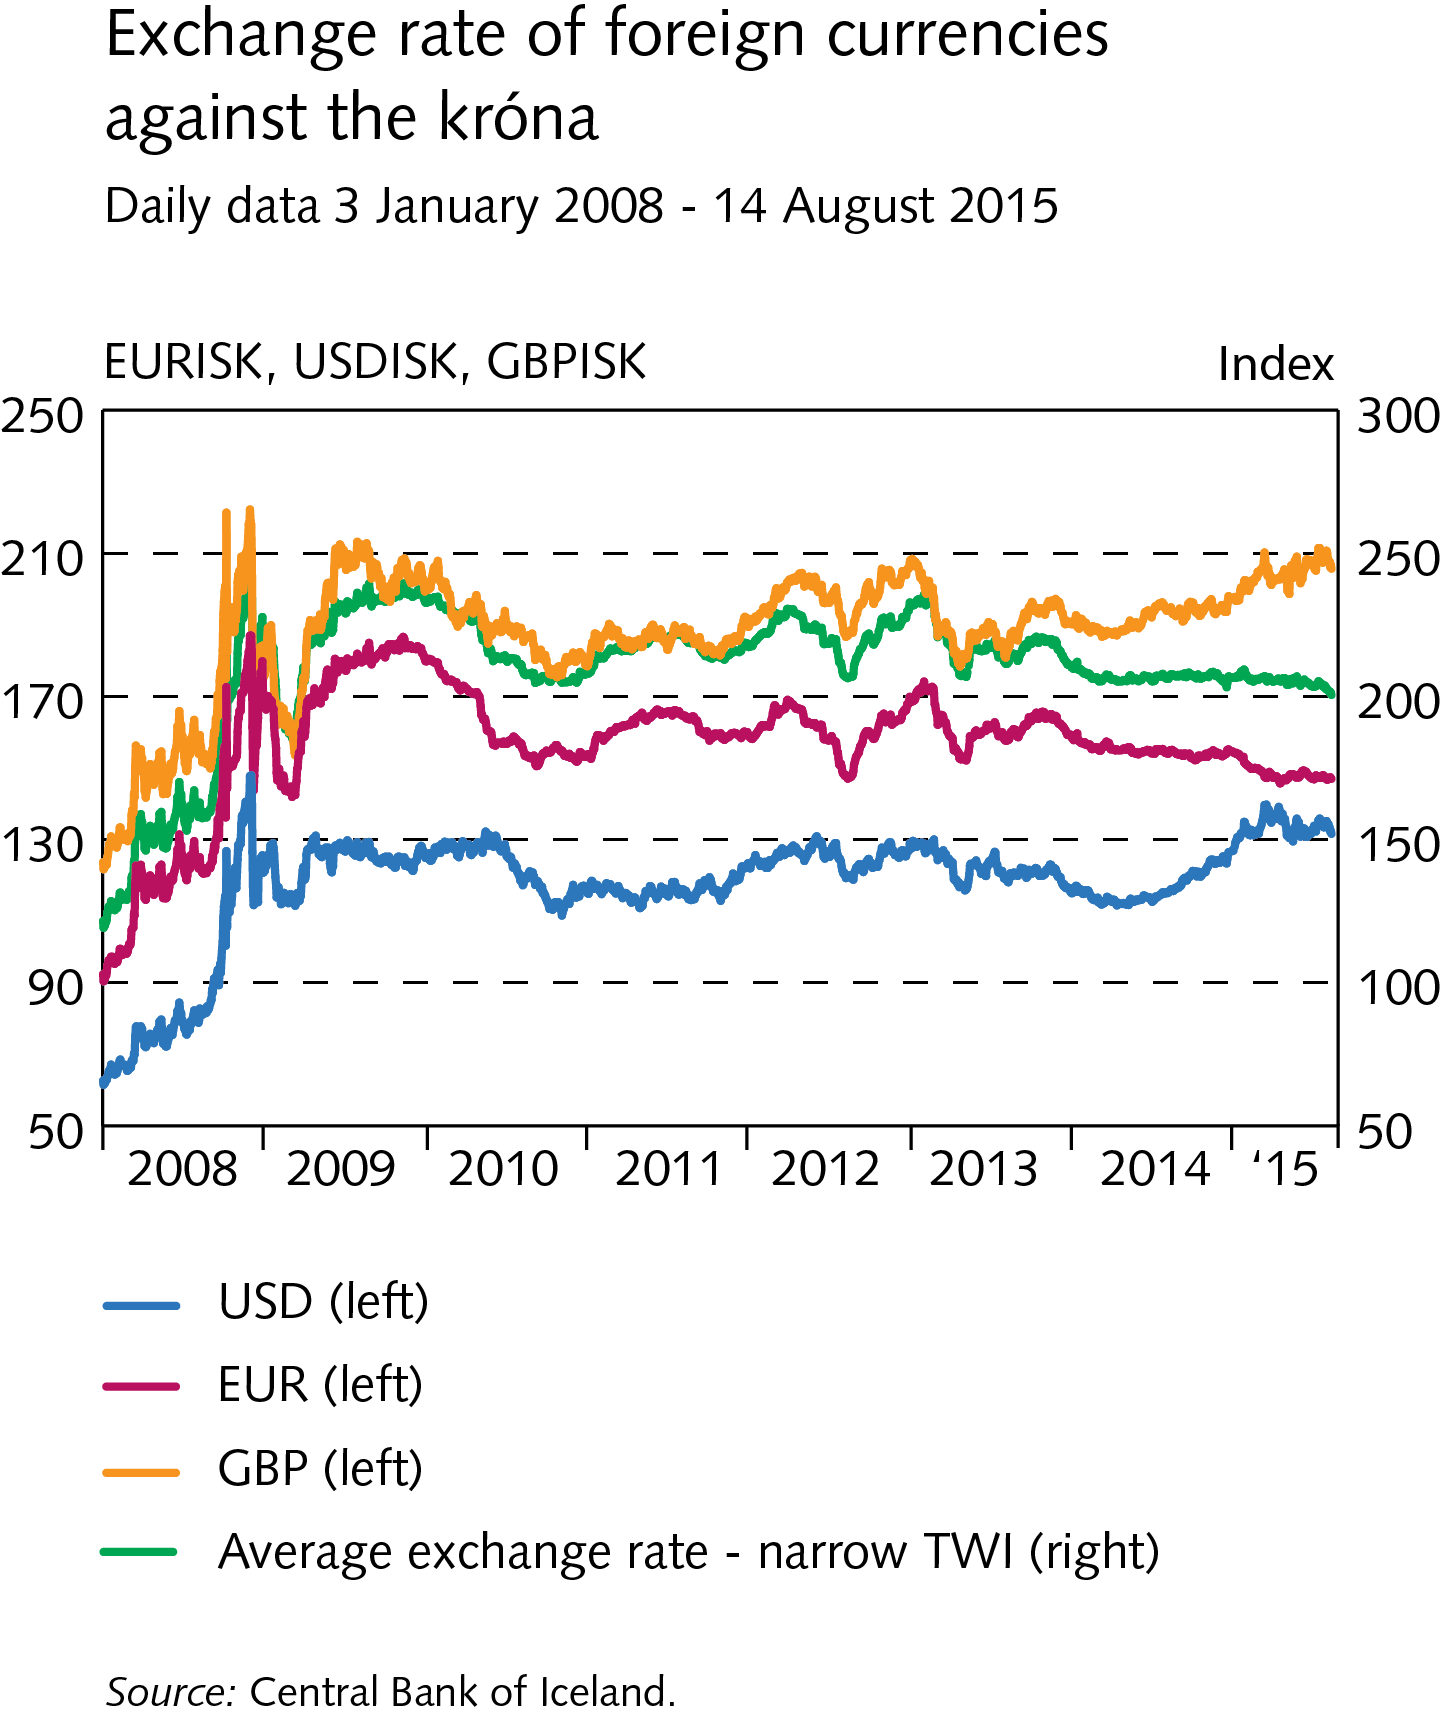 Exchange rate of foreign currencies
against the króna
Daily data 3 January 2008 - 14 August 2015
EURISK, USDISK, GBPISK
Index
250
300
210
250
170
200
130
150
90
100
50
50
2008
2009
2010
2011
2012
2013
2014
‘15
USD (left)
EUR (left)
GBP (left)
Average exchange rate - narrow TWI (right)
Source: Central Bank of Iceland.